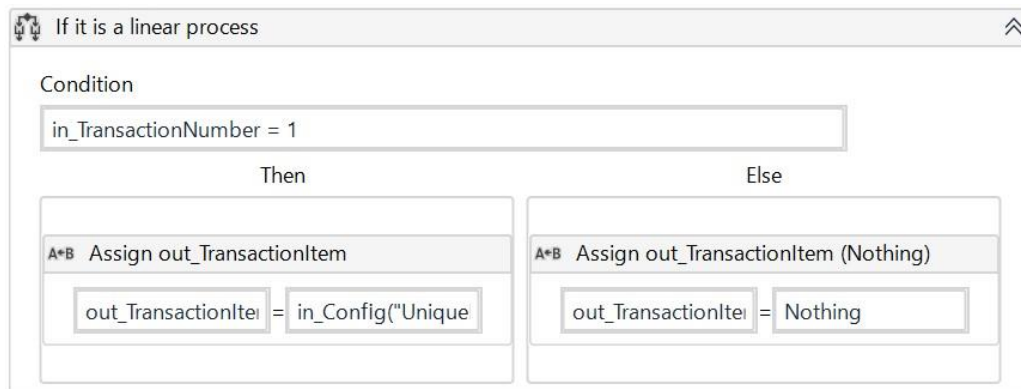 If it is a linear process
Condition
in_TransactionNumber = 1
Then
Else
A←B Assign out_TransactionItem
A←B Assign out_TransactionItem (Nothing)
out_TransactionIte = in_Config("Unique
out_TransactionIte = Nothing